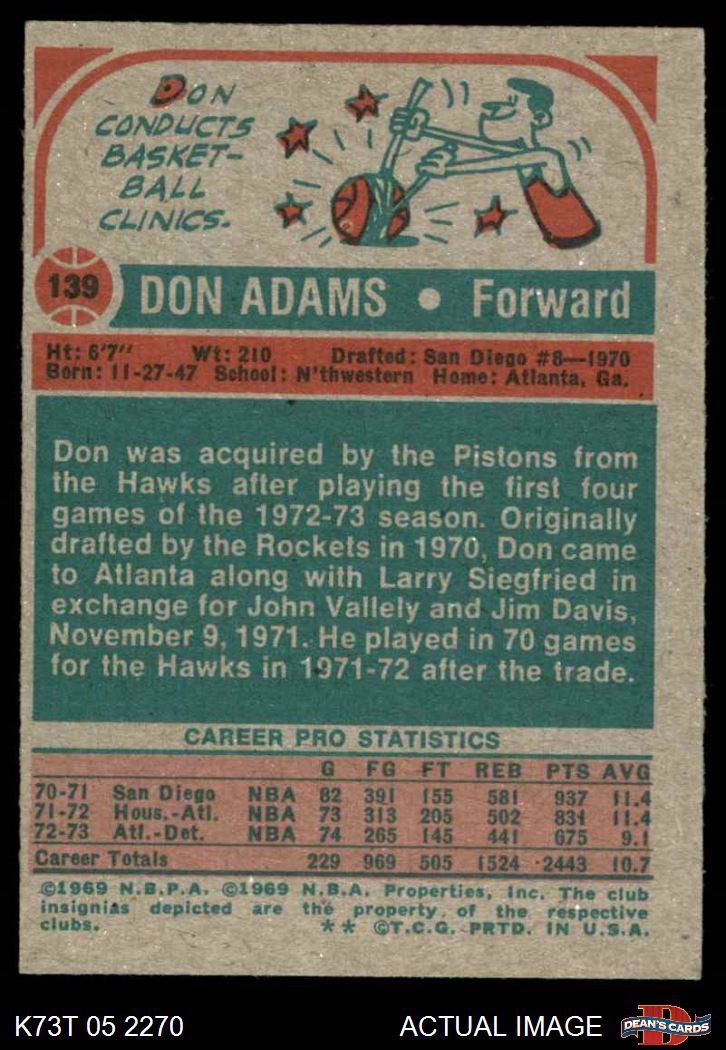 DON
CONDUCTS
BASKET-
BALL
CLINICS.
139
DON ADAMS • Forward
Ht: 6'7" Wt: 210 Drafted: San Diego #8—1970
Born: 11-27-47 School: N'thwestern Home: Atlanta, Ga.
Don was acquired by the Pistons from
the Hawks after playing the first four
games of the 1972-73 season. Originally
drafted by the Rockets in 1970, Don came
to Atlanta along with Larry Siegfried in
exchange for John Vallely and Jim Davis,
November 9, 1971. He played in 70 games
for the Hawks in 1971-72 after the trade.
CAREER PRO STATISTICS
G FG FT REB PTS AVG
70-71 San Diego NBA 82 391 155 581 937 11.4
71-72 Hous.-Atl. NBA 73 313 205 502 831 11.4
72-73 Atl.-Det. NBA 74 265 145 441 675 9.1
Career Totals 229 969 505 1524 2443 10.7
©1969 N.B.P.A. ©1969 N.B.A. Properties, Inc. The club
insignias depicted are the property of the respective
clubs. ** ©T.C.G. PRTD. IN U.S.A.
K73T 05 2270 ACTUAL IMAGE
D
DEAN'S CARDS